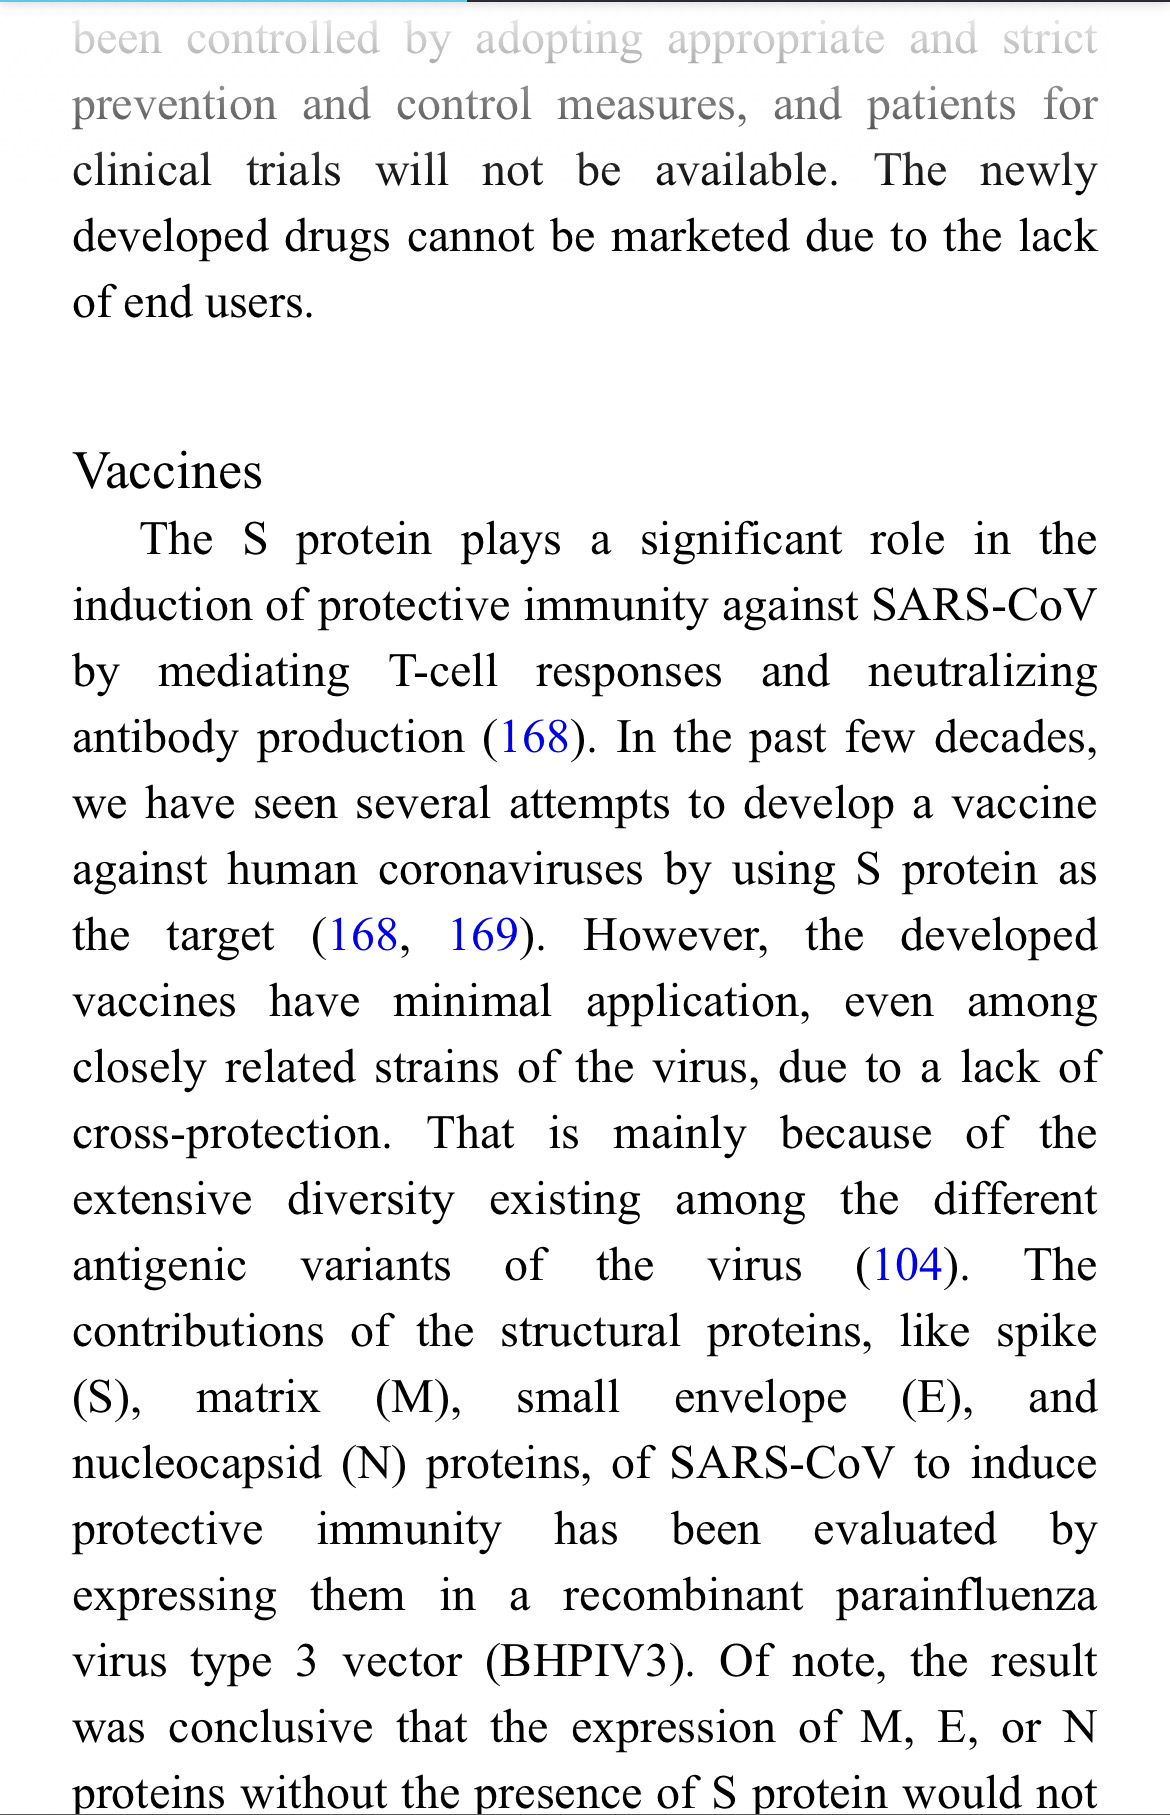 been controlled by adopting appropriate and strict
prevention and control measures, and patients for
clinical trials will not be available. The newly
developed drugs cannot be marketed due to the lack
of end users.
Vaccines
The S protein plays a significant role in the
induction of protective immunity against SARS-CoV
by mediating T-cell responses and neutralizing
antibody production (168). In the past few decades,
we have seen several attempts to develop a vaccine
against human coronaviruses by using S protein as
the target (168, 169). However, the developed
vaccines have minimal application, even among
closely related strains of the virus, due to a lack of
cross-protection. That is mainly because of the
extensive diversity existing among the different
antigenic variants of the virus (104). The
contributions of the structural proteins, like spike
(S), matrix (M), small envelope (E), and
nucleocapsid (N) proteins, of SARS-CoV to induce
protective immunity has been evaluated by
expressing them in a recombinant parainfluenza
virus type 3 vector (BHPIV3). Of note, the result
was conclusive that the expression of M, E, or N
proteins without the presence of S protein would not